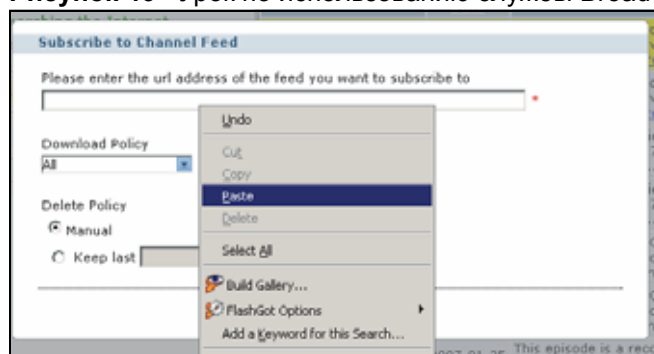 Subscribe to Channel Feed
Please enter the url address of the feed you want to subscribe to
*
Undo
Download Policy
Cut
All
Copy
Paste
Delete Policy
Delete
Manual
Select All
Keep last
Build Gallery...
FlashGot Options
Add a Keyword for this Search...
This episode is a reco